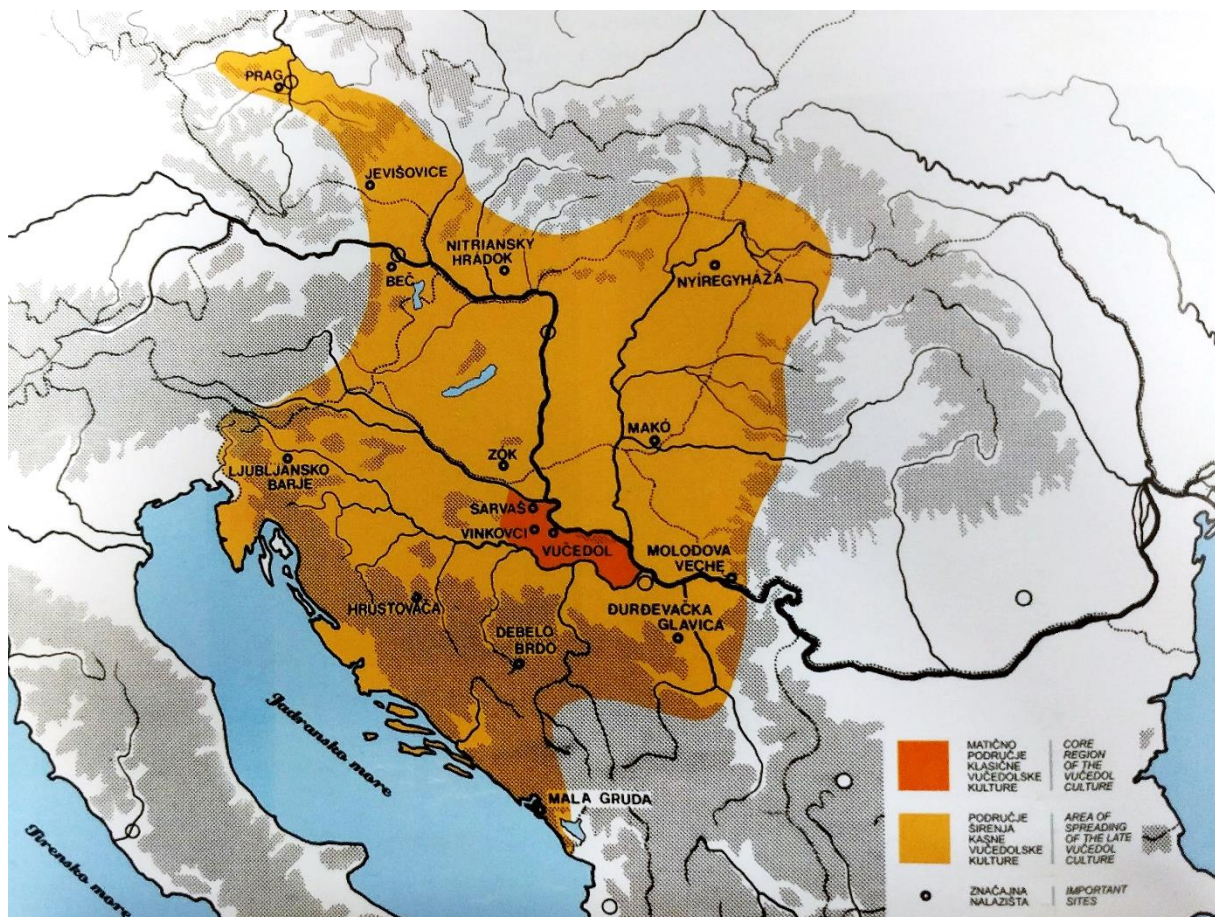 PRAG
JEVIŠOVICE
NITRIANSKY
HRÁDOK
BEČ
NYÍREGYHÁZA
MAKÓ
ZÓK
LJUBLJANSKO
BARJE
ŠARVAŠ
VINKOVCI
VUČEDOL
MOLODOVA
VECHE
HRUSTOVAČA
ĐURĐEVAČKA
GLAVICA
DEBELO
BRDO
Jadransko more
MALA GRUDA
Tirensko more
MATIČNO
PODRUČJE
KLASIČNE
VUČEDOLSKE
KULTURE
CORE
REGION
OF THE
VUČEDOL
CULTURE
PODRUČJE
ŠIRENJA
KASNE
VUČEDOLSKE
KULTURE
AREA OF
SPREADING
OF THE LATE
VUČEDOL
CULTURE
ZNAČAJNA
NALAZIŠTA
IMPORTANT
SITES